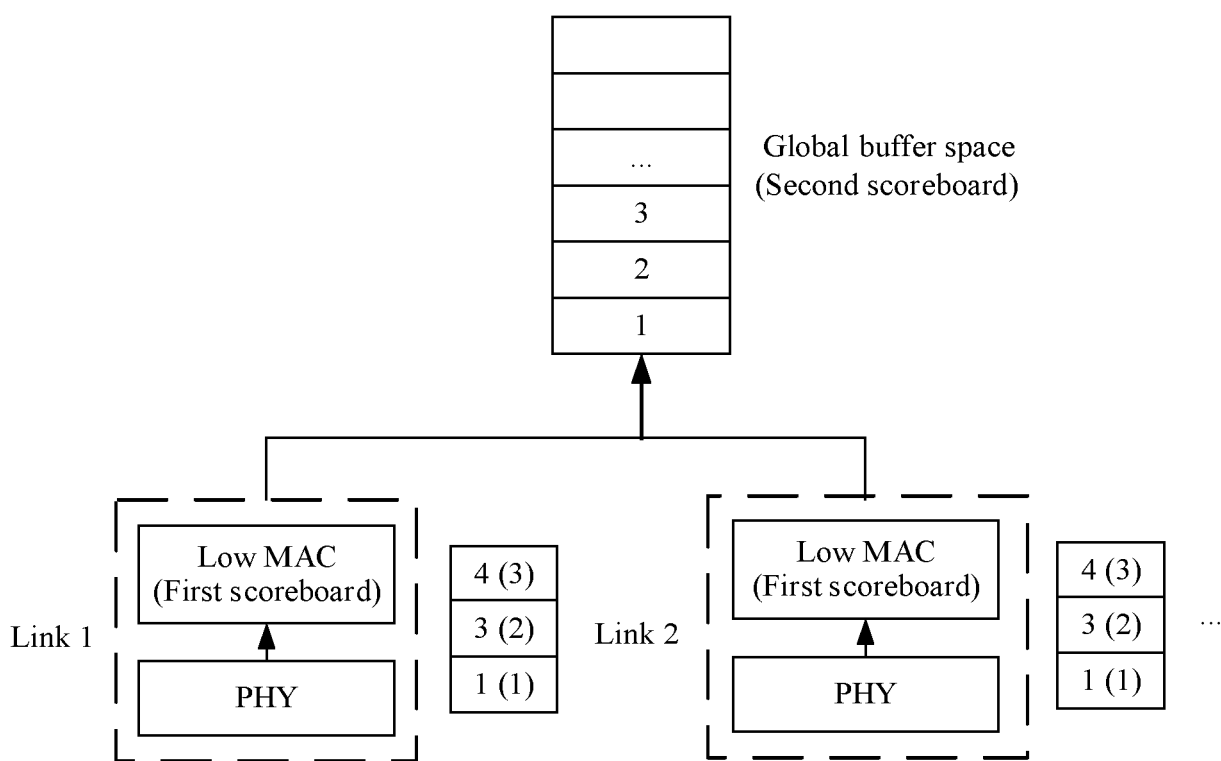 ...
3
2
1
Global buffer space
(Second scoreboard)
Link 1
Low MAC
(First scoreboard)
PHY
4 (3)
3 (2)
1 (1)
Link 2
Low MAC
(First scoreboard)
PHY
4 (3)
3 (2)
1 (1)
...